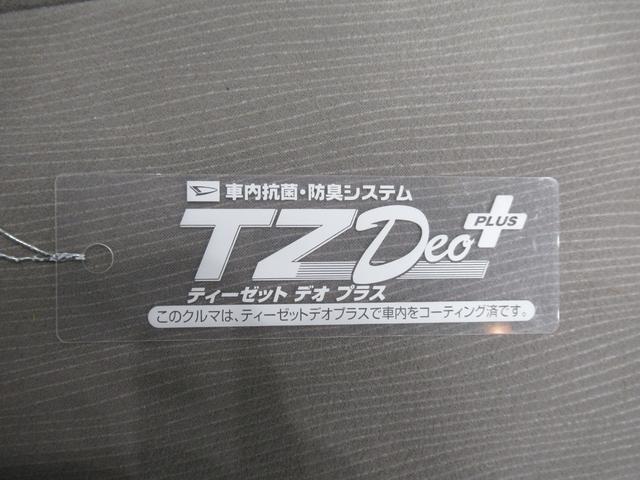 車内抗菌・防臭システム
TZDeo PLUS
ティーゼット デオ プラス
このクルマは、ティーゼットデオプラスで車内をコーティング済です。